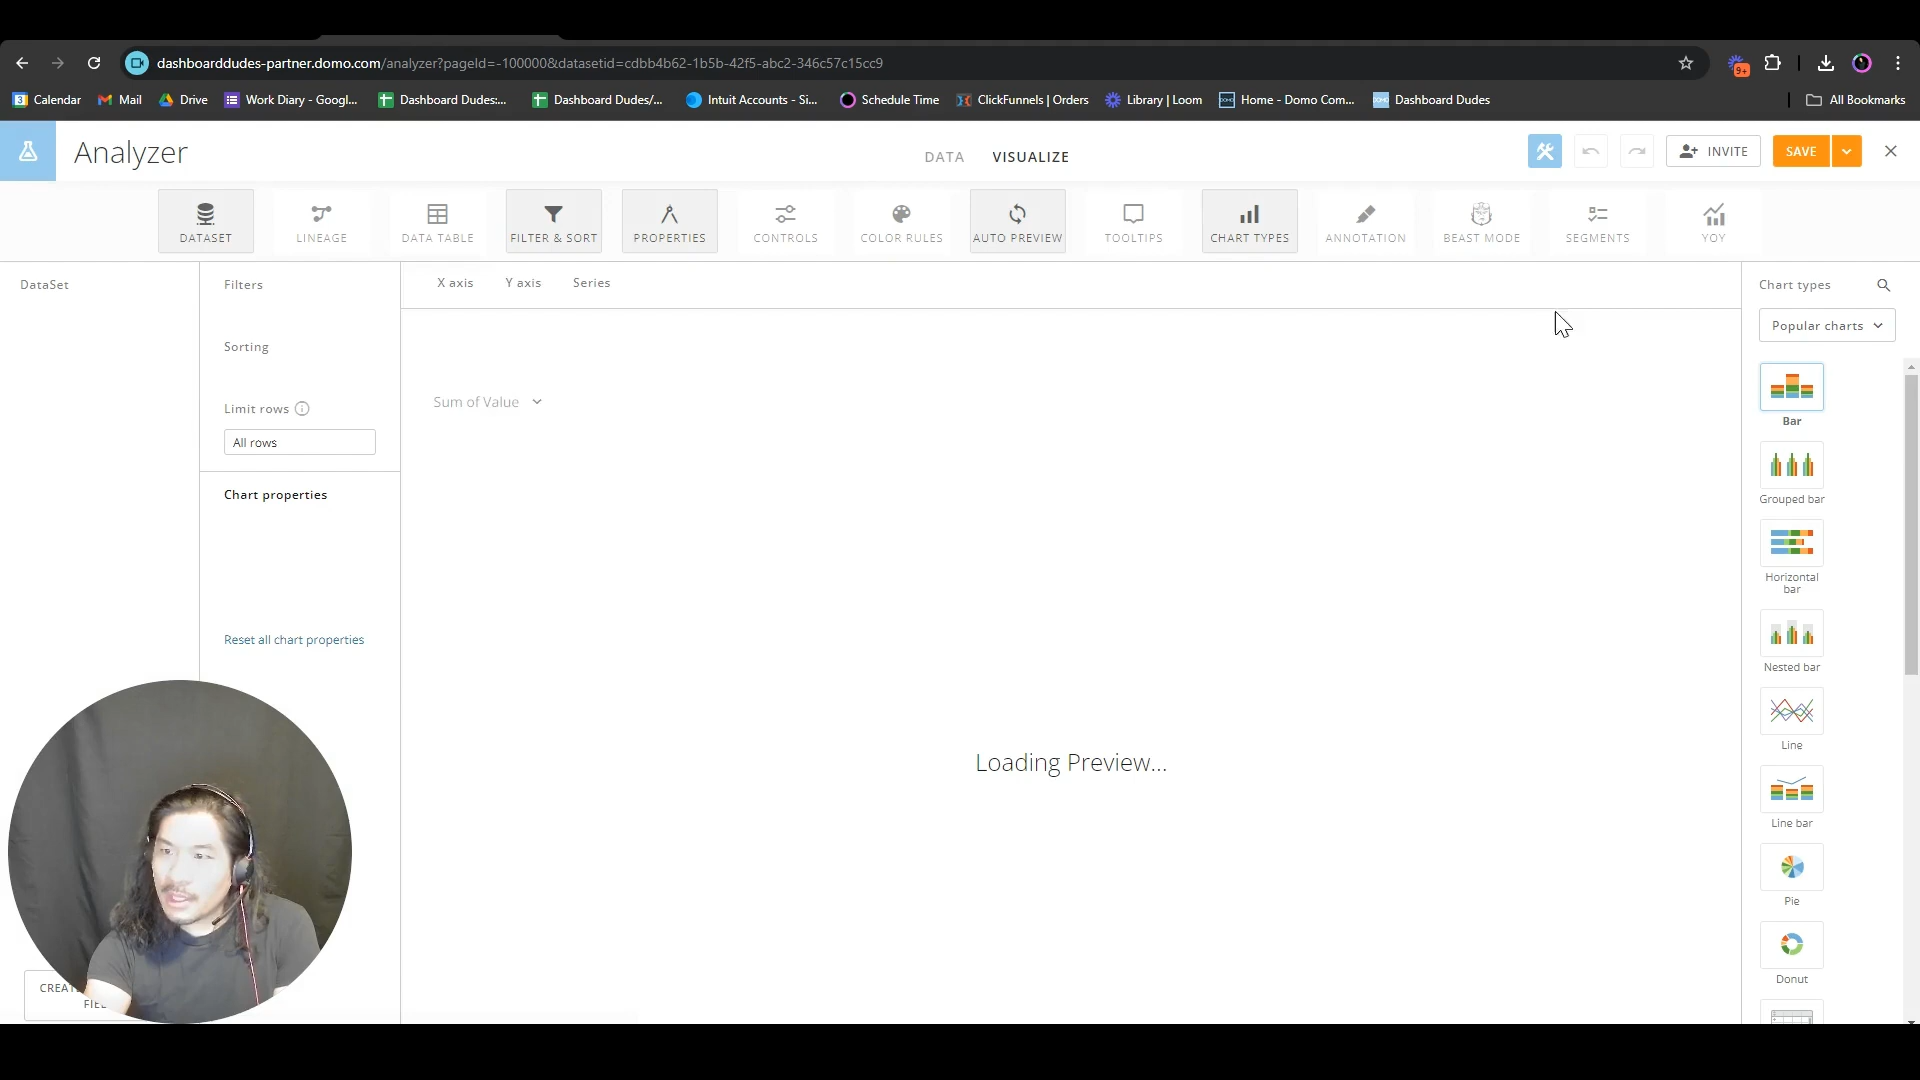 dashboarddudes-partner.domo.com/analyzer?pageId=-100000&datasetid=cdbb4b62-1b5b-42f5-abc2-346c57c15cc9
9+
Calendar
Mail
Drive
Work Diary - Googl...
Dashboard Dudes:...
Dashboard Dudes/...
Intuit Accounts - Si...
Schedule Time
ClickFunnels | Orders
Library | Loom
Home - Domo Com...
Dashboard Dudes
All Bookmarks
Analyzer
DATA
VISUALIZE
INVITE
SAVE
DATASET
LINEAGE
DATA TABLE
FILTER & SORT
PROPERTIES
CONTROLS
COLOR RULES
AUTO PREVIEW
TOOLTIPS
CHART TYPES
ANNOTATION
BEAST MODE
SEGMENTS
YOY
DataSet
Filters
Sorting
Limit rows
All rows
Chart properties
Reset all chart properties
X axis
Y axis
Series
Sum of Value
Loading Preview...
Chart types
Popular charts
Bar
Grouped bar
Horizontal
bar
Nested bar
Line
Line bar
Pie
Donut